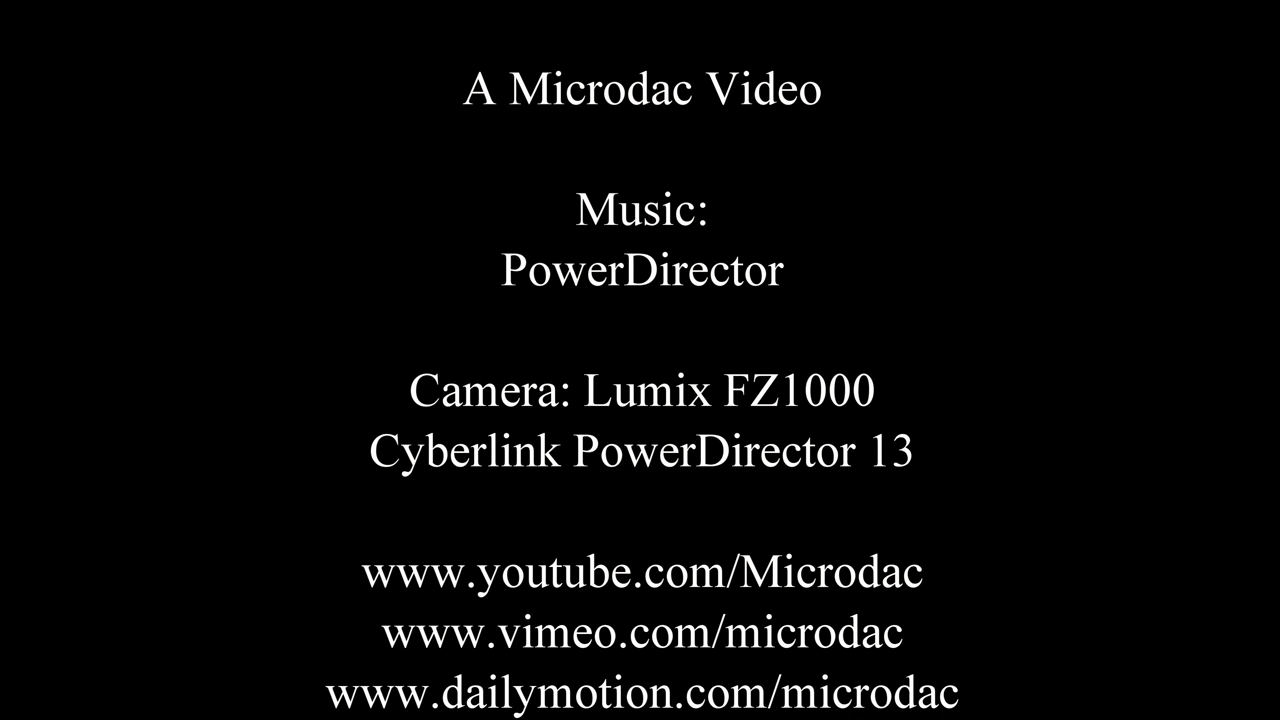 A Microdac Video
Music:
PowerDirector
Camera: Lumix FZ1000
Cyberlink PowerDirector 13
www.youtube.com/Microdac
www.vimeo.com/microdac
www.dailymotion.com/microdac